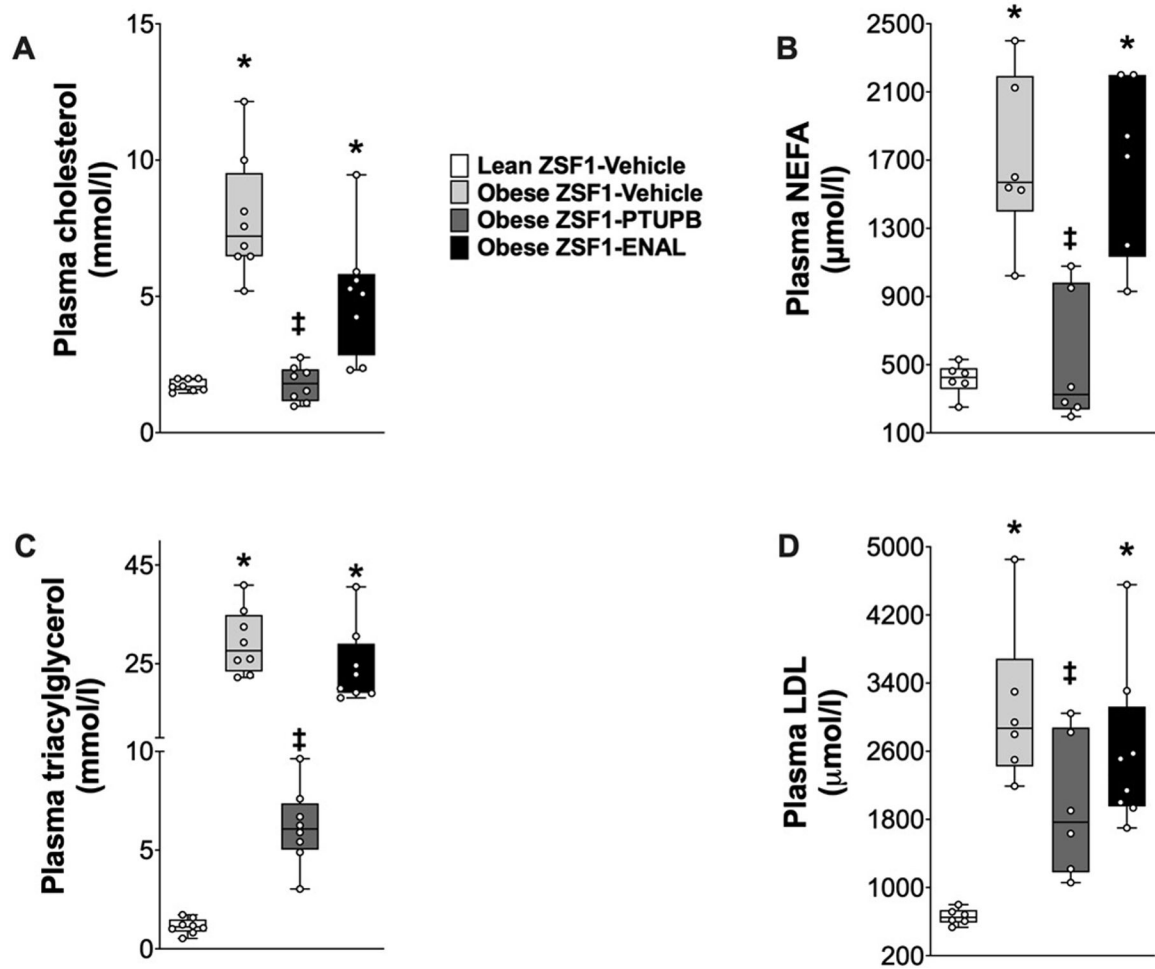 A
Plasma cholesterol
(mmol/l)
15
10
5
0
*
‡
*
Lean ZSF1-Vehicle
Obese ZSF1-Vehicle
Obese ZSF1-PTUPB
Obese ZSF1-ENAL
B
Plasma NEFA
(µmol/l)
2500
2100
1700
1300
900
500
100
*
‡
*
C
Plasma triacylglycerol
(mmol/l)
45
25
10
5
0
*
‡
*
D
Plasma LDL
(µmol/l)
5000
4200
3400
2600
1800
1000
200
*
‡
*